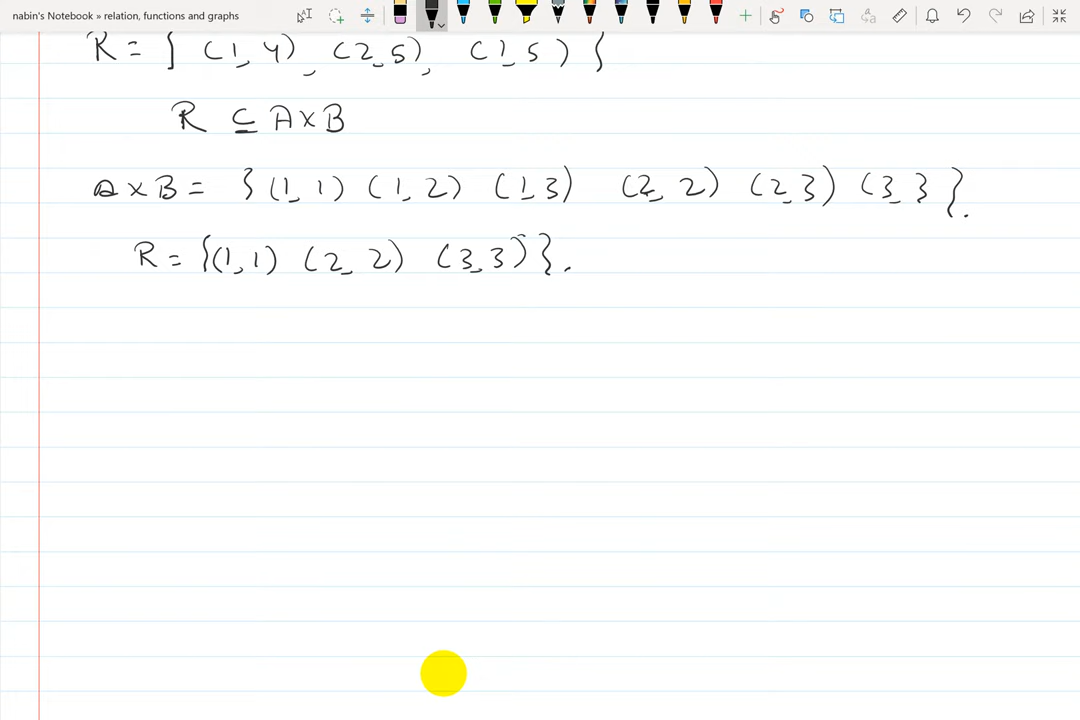 nabin's Notebook » relation, functions and graphs
R = { (1, 4), (2, 5), (1, 5) }
R ⊆ A × B
A × B = { (1, 1) (1, 2) (1, 3) (2, 2) (2, 3) (3, 3 }.
R = {(1, 1) (2, 2) (3, 3)}.